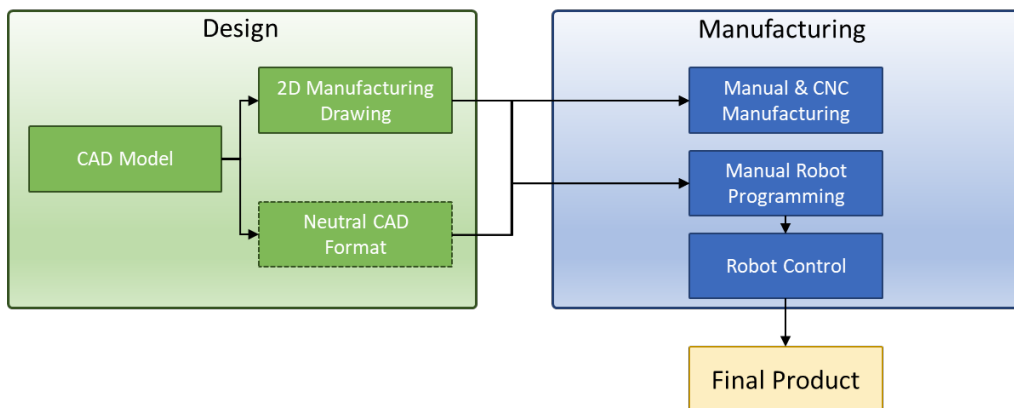 Design
CAD Model
2D Manufacturing
Drawing
Neutral CAD
Format
Manufacturing
Manual & CNC
Manufacturing
Manual Robot
Programming
Robot Control
Final Product